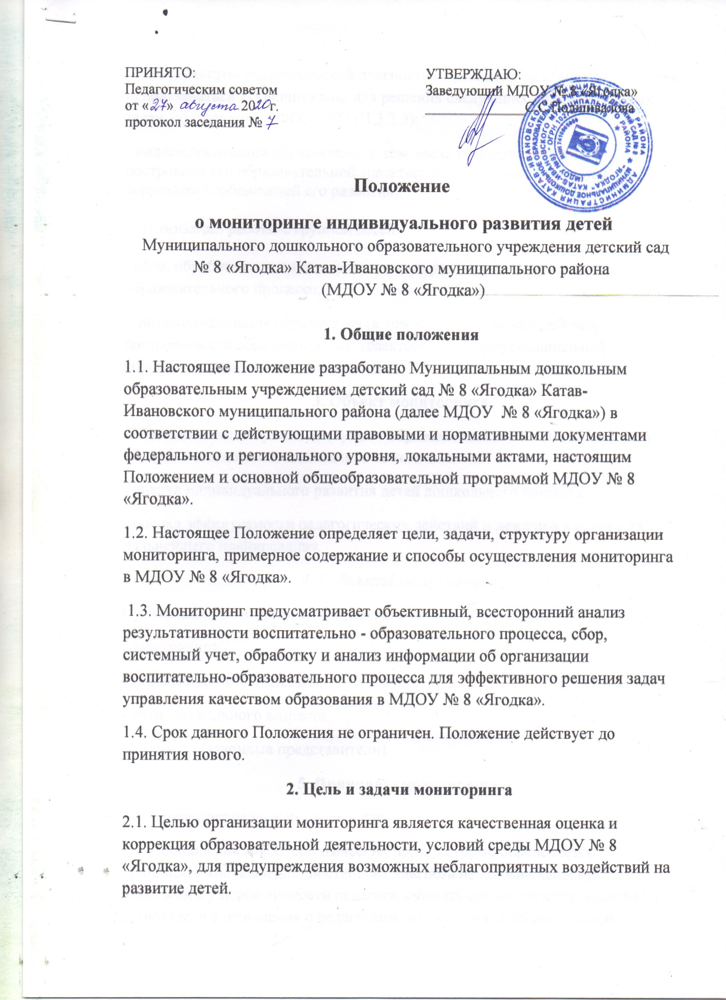 ПРИНЯТО:
Педагогическим советом
от «27» августа 2020г.
протокол заседания № 7
УТВЕРЖДАЮ:
Заведующий МДОУ № 8 «Ягодка»
С.С.Подшивалова
Положение
о мониторинге индивидуального развития детей
Муниципального дошкольного образовательного учреждения детский сад
№ 8 «Ягодка» Катав-Ивановского муниципального района
(МДОУ № 8 «Ягодка»)
1. Общие положения
1.1. Настоящее Положение разработано Муниципальным дошкольным
образовательным учреждением детский сад № 8 «Ягодка» Катав-
Ивановского муниципального района (далее МДОУ № 8 «Ягодка») в
соответствии с действующими правовыми и нормативными документами
федерального и регионального уровня, локальными актами, настоящим
Положением и основной общеобразовательной программой МДОУ № 8
«Ягодка».
1.2. Настоящее Положение определяет цели, задачи, структуру организации
мониторинга, примерное содержание и способы осуществления мониторинга
в МДОУ № 8 «Ягодка».
1.3. Мониторинг предусматривает объективный, всесторонний анализ
результативности воспитательно - образовательного процесса, сбор,
системный учет, обработку и анализ информации об организации
воспитательно-образовательного процесса для эффективного решения задач
управления качеством образования в МДОУ № 8 «Ягодка».
1.4. Срок данного Положения не ограничен. Положение действует до
принятия нового.
2. Цель и задачи мониторинга
2.1. Целью организации мониторинга является качественная оценка и
коррекция образовательной деятельности, условий среды МДОУ № 8
«Ягодка», для предупреждения возможных неблагоприятных воздействий на
развитие детей.